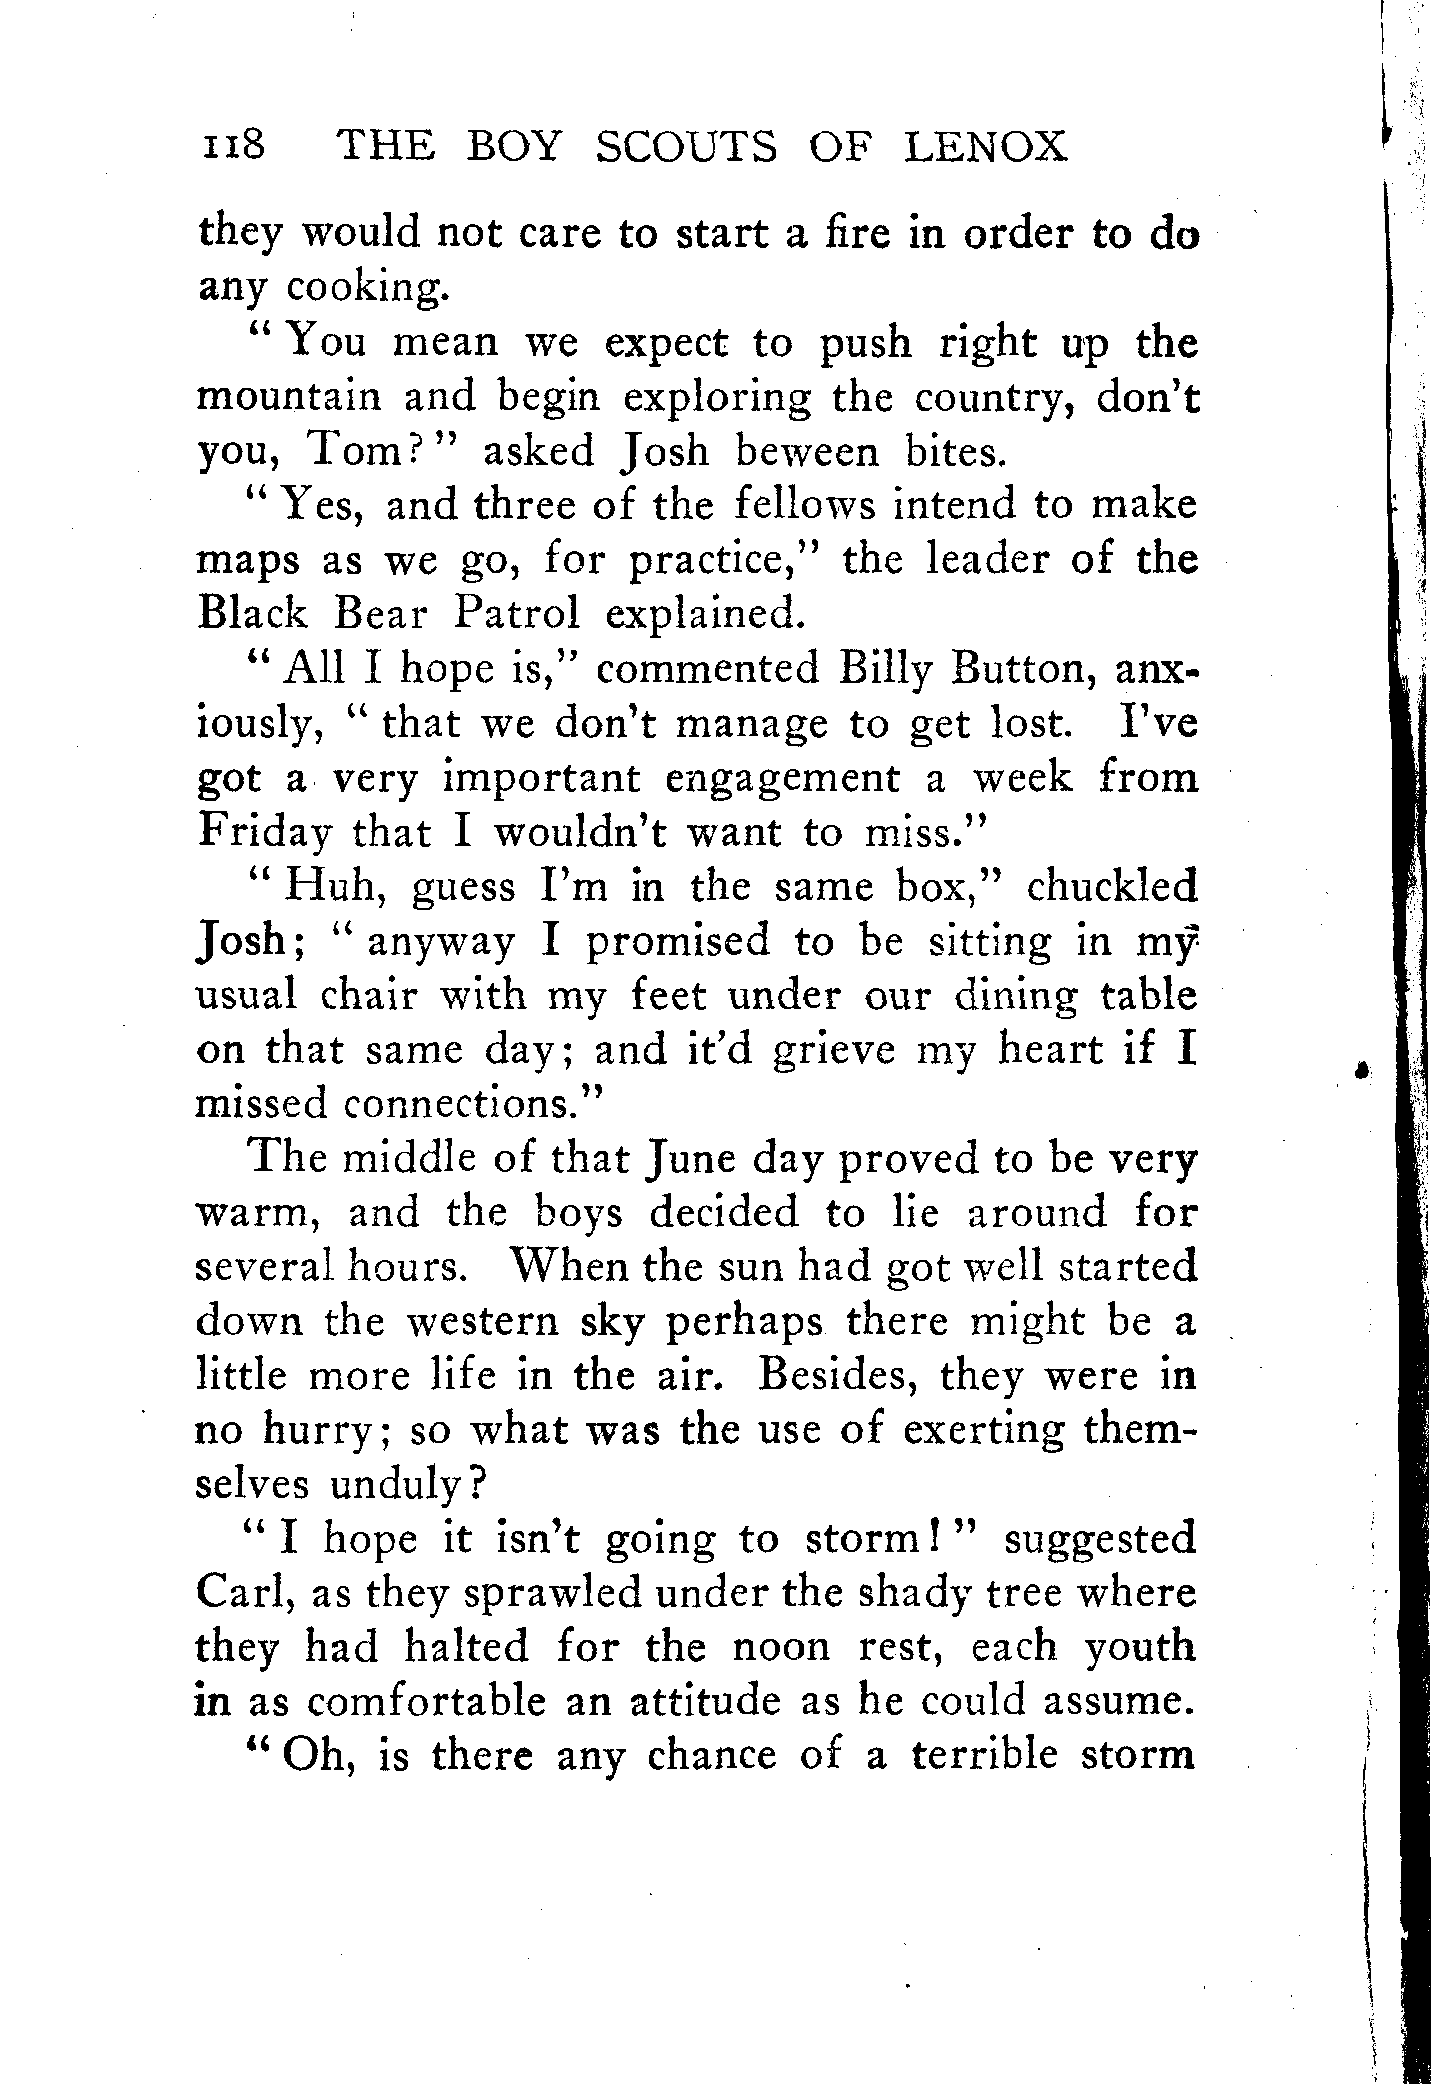 118 THE BOY SCOUTS OF LENOX
they would not care to start a fire in order to do
any cooking.
" You mean we expect to push right up the
mountain and begin exploring the country, don't
you, Tom? " asked Josh beween bites.
" Yes, and three of the fellows intend to make
maps as we go, for practice," the leader of the
Black Bear Patrol explained.
" All I hope is," commented Billy Button, anx-
iously, " that we don't manage to get lost. I've
got a very important engagement a week from
Friday that I wouldn't want to miss."
" Huh, guess I'm in the same box," chuckled
Josh; " anyway I promised to be sitting in my
usual chair with my feet under our dining table
on that same day; and it'd grieve my heart if I
missed connections."
The middle of that June day proved to be very
warm, and the boys decided to lie around for
several hours. When the sun had got well started
down the western sky perhaps there might be a
little more life in the air. Besides, they were in
no hurry; so what was the use of exerting them-
selves unduly?
" I hope it isn't going to storm! " suggested
Carl, as they sprawled under the shady tree where
they had halted for the noon rest, each youth
in as comfortable an attitude as he could assume.
" Oh, is there any chance of a terrible storm